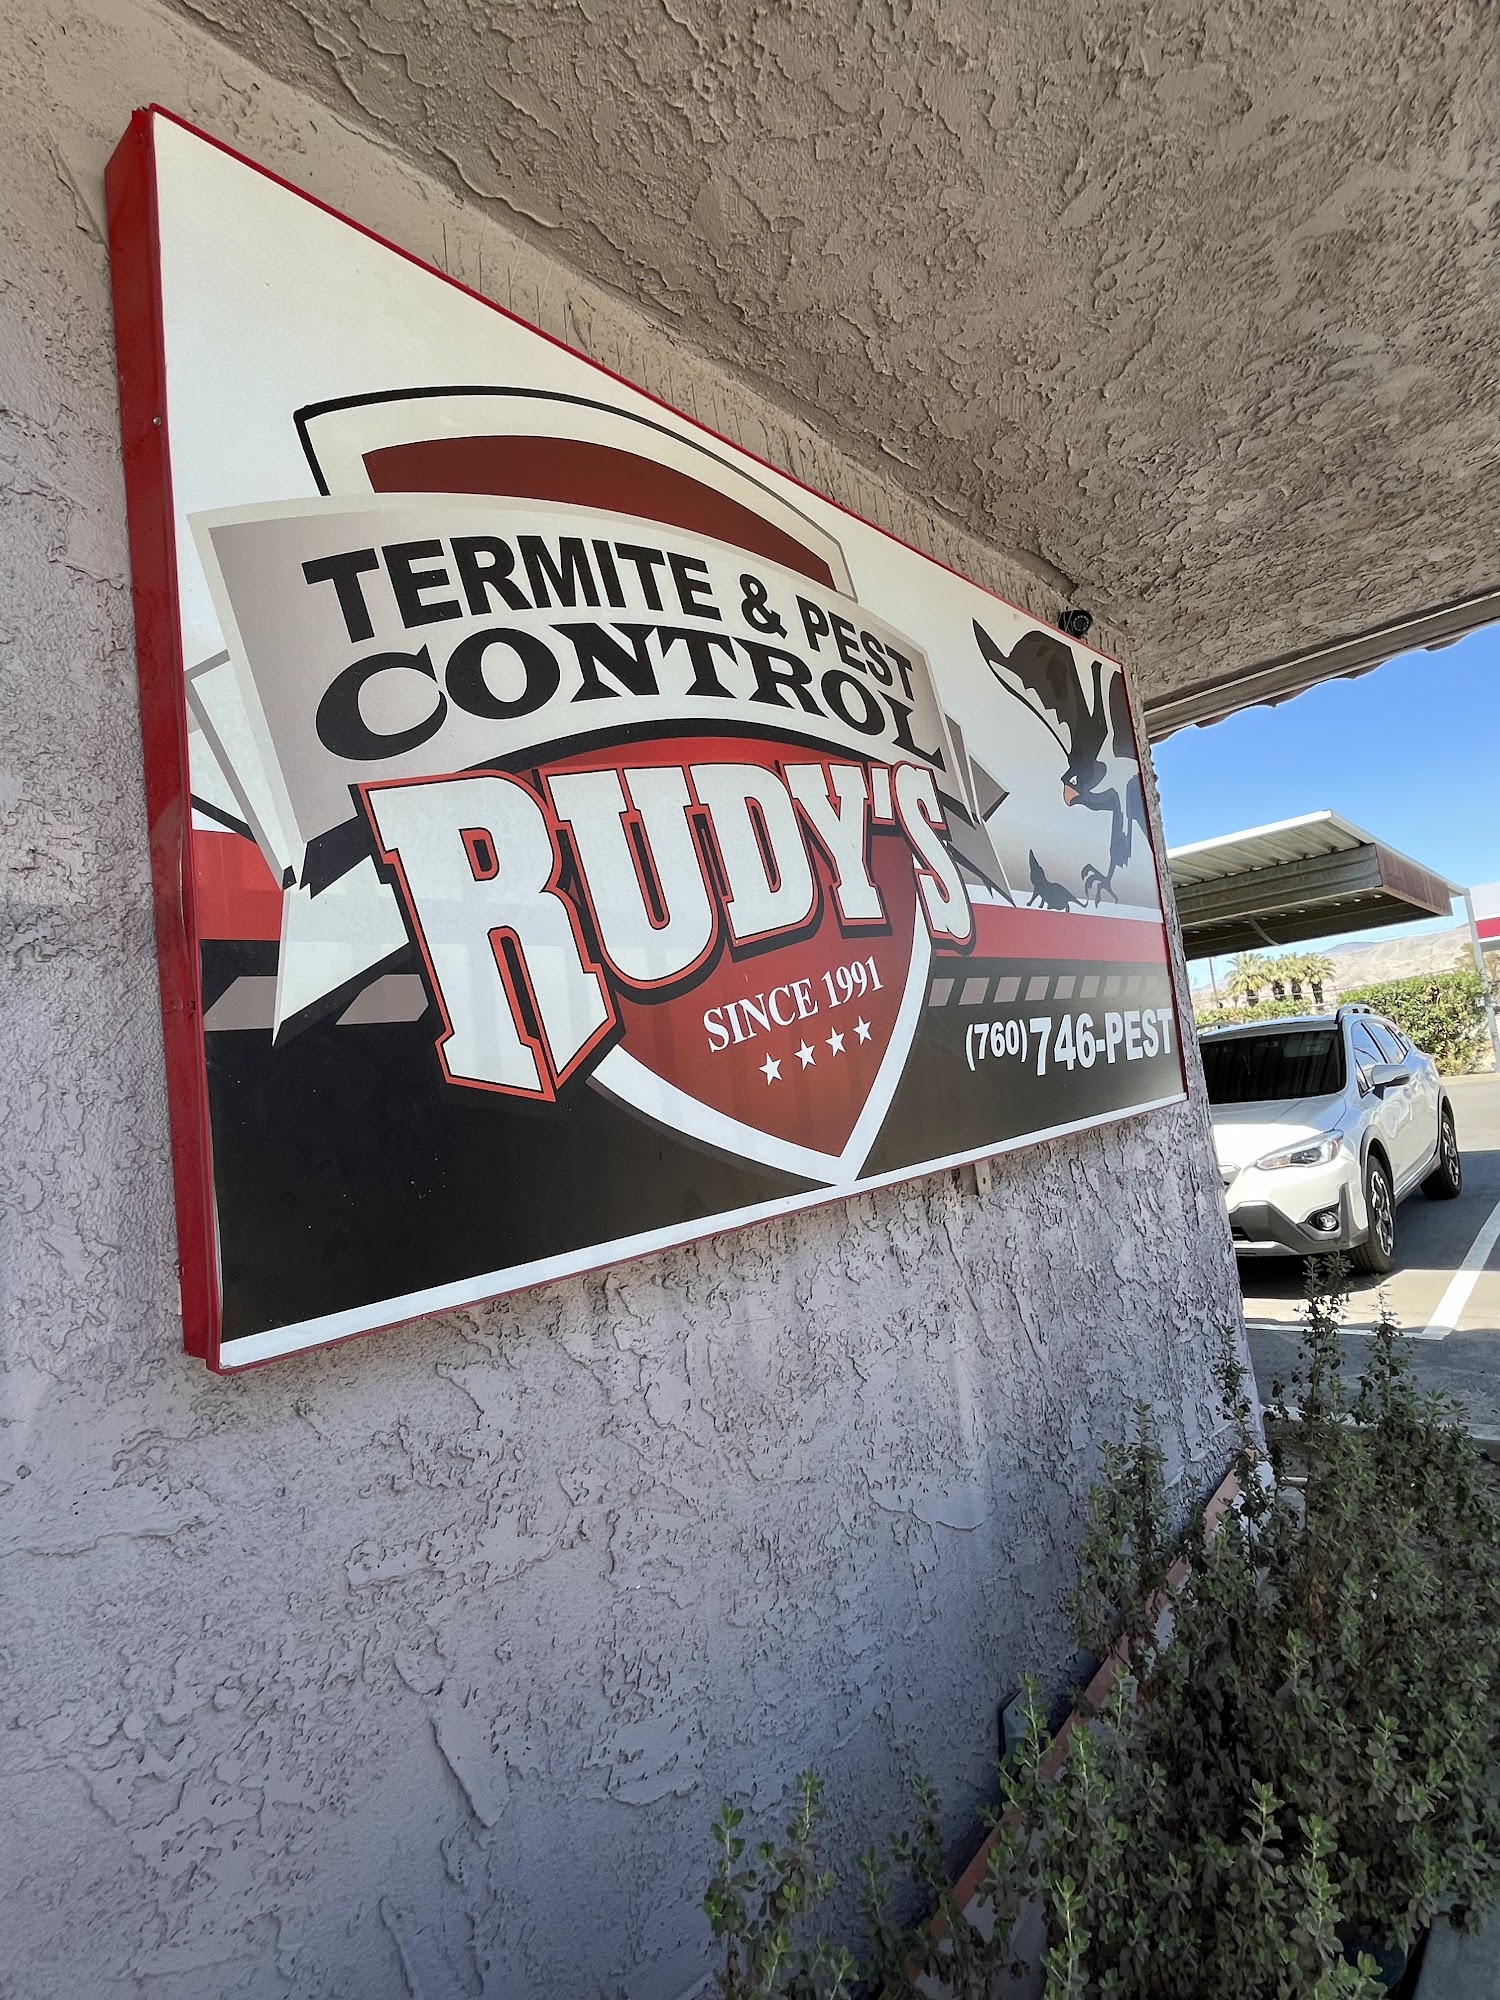 TERMITE & PEST
CONTROL
RUDY'S
SINCE 1991
(760) 746-PEST